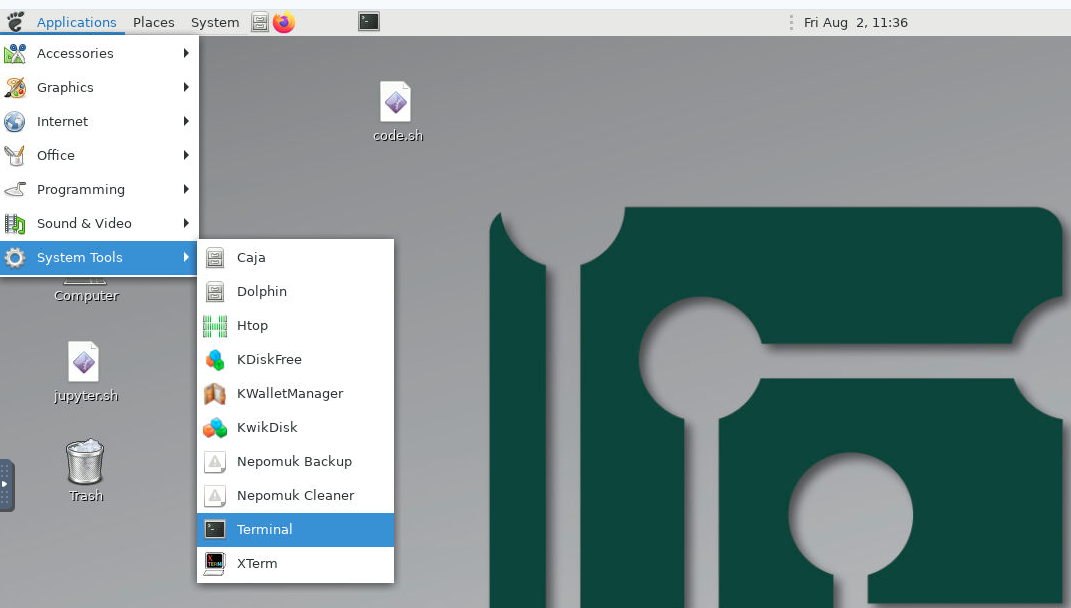 Applications Places System Fri Aug 2, 11:36
Accessories
Graphics
Internet
Office
Programming
Sound & Video
System Tools
Caja
Dolphin
Htop
KDiskFree
KWalletManager
KwikDisk
Nepomuk Backup
Nepomuk Cleaner
Terminal
XTerm
code.sh
Computer
jupyter.sh
Trash